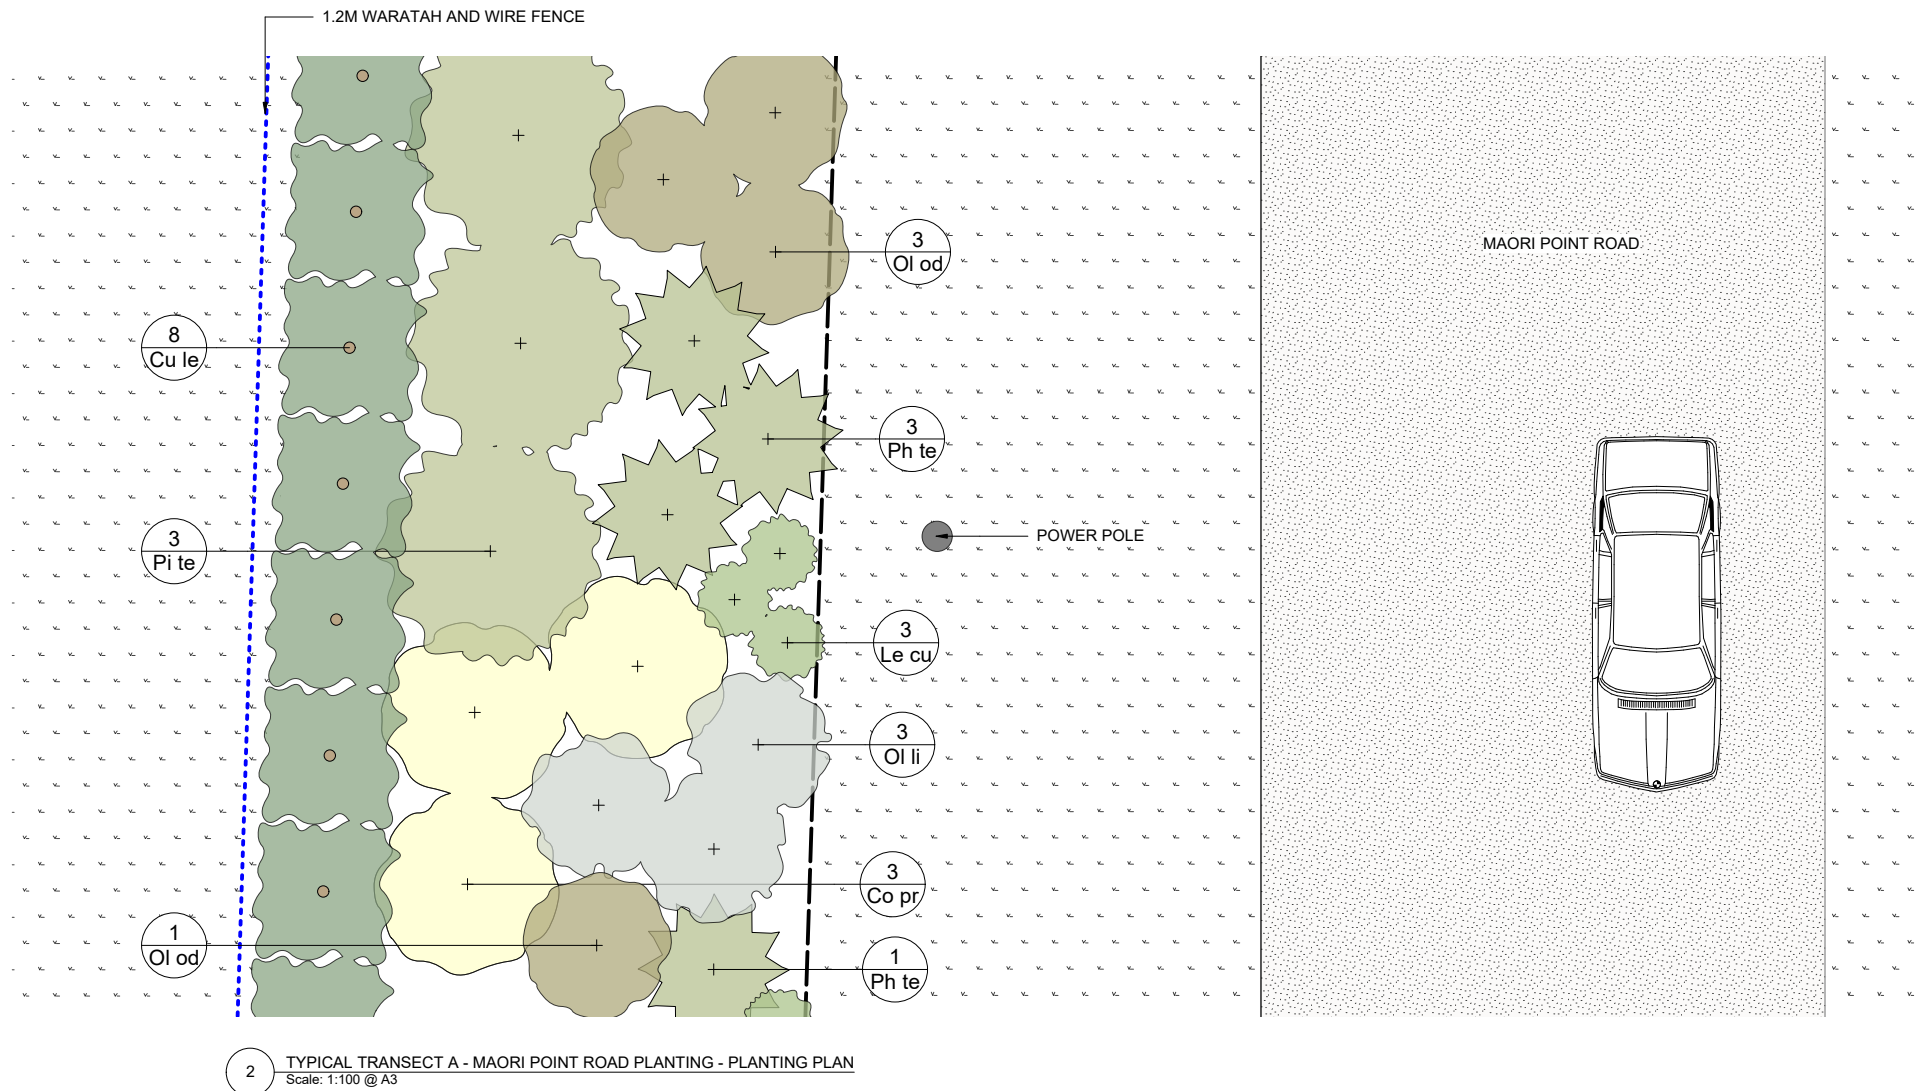 1.2M WARATAH AND WIRE FENCE
3
Ol od
MAORI POINT ROAD
8
Cu le
3
Ph te
3
Pi te
POWER POLE
3
Le cu
3
Ol li
3
Co pr
1
Ol od
1
Ph te
2
TYPICAL TRANSECT A - MAORI POINT ROAD PLANTING - PLANTING PLAN
Scale: 1:100 @ A3